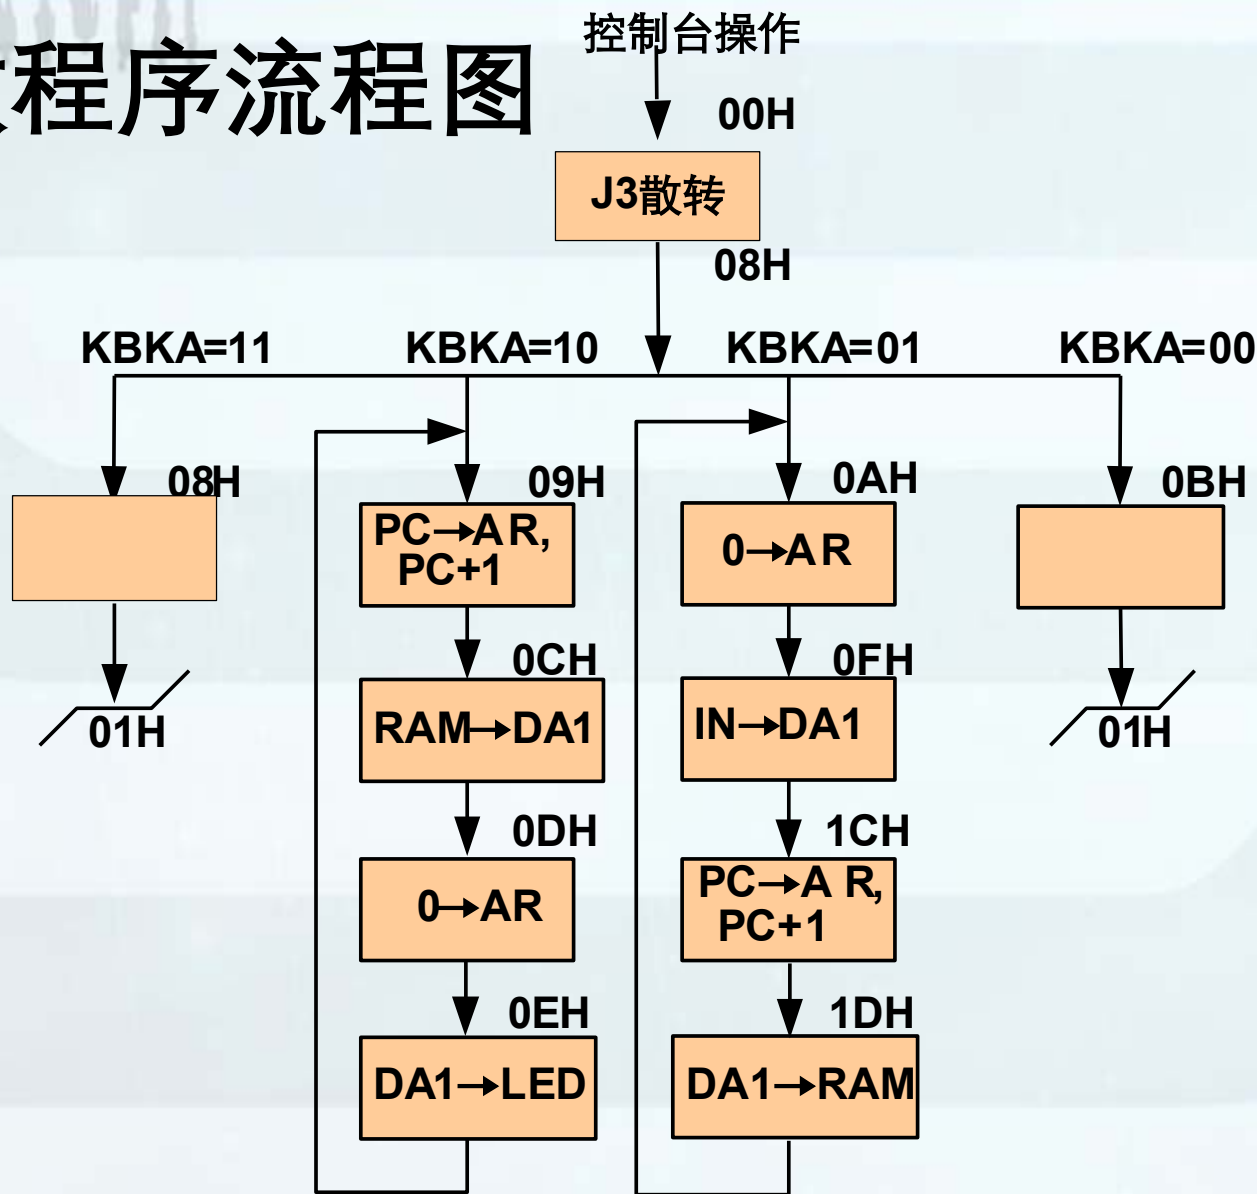 控制台操作
程序流程图
00H
J3散转
08H
KBKA=11
KBKA=10
KBKA=01
KBKA=00
08H
01H
09H
PC→AR,
PC+1
0CH
RAM→DA1
0DH
0→AR
0EH
DA1→LED
0AH
0→AR
0FH
IN→DA1
1CH
PC→A R,
PC+1
1DH
DA1→RAM
0BH
01H